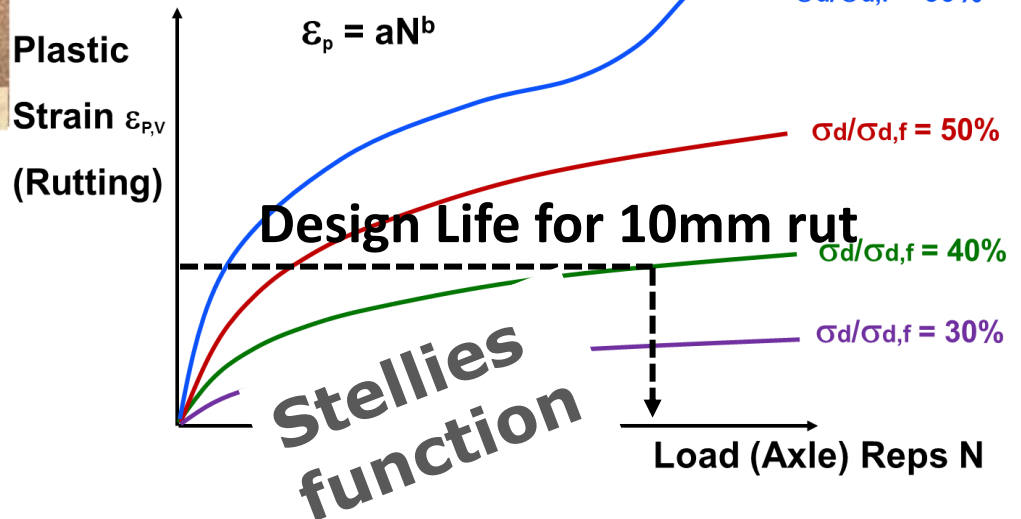 εₚ = aNᵇ
Plastic
Strain εP,V
(Rutting)
σd/σd,f = 50%
Design Life for 10mm rut
σd/σd,f = 40%
σd/σd,f = 30%
Stellies
function
Load (Axle) Reps N